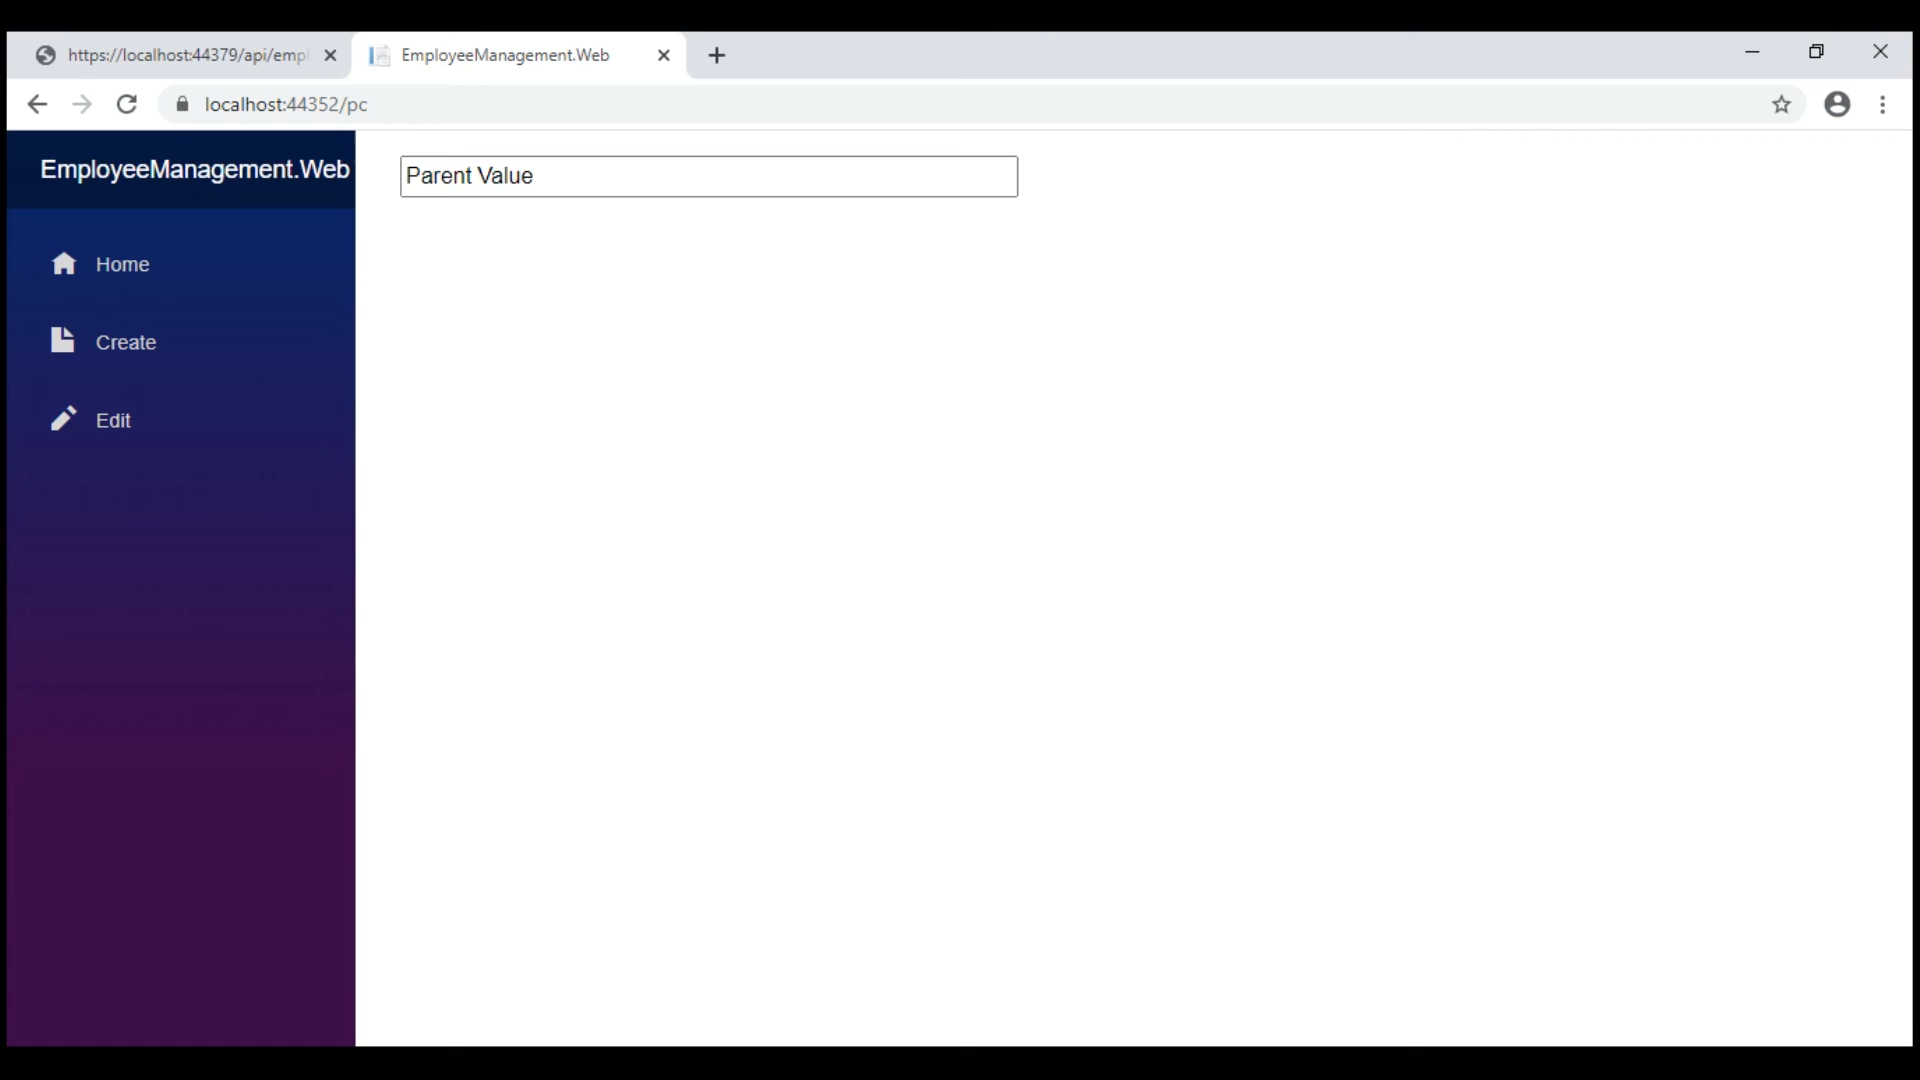 https://localhost:44379/api/empl
EmployeeManagement.Web
localhost:44352/pc
EmployeeManagement.Web
Parent Value
Home
Create
Edit